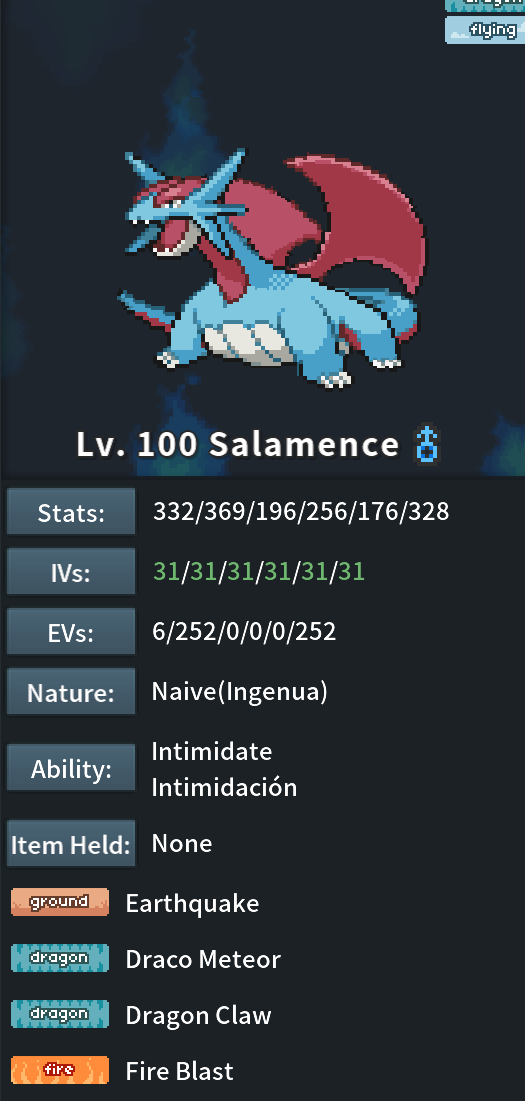 dragon
flying
Lv. 100 Salamence
Stats: 332/369/196/256/176/328
IVs: 31/31/31/31/31/31
EVs: 6/252/0/0/0/252
Nature: Naive(Ingenua)
Ability: Intimidate
Intimidación
Item Held: None
ground Earthquake
dragon Draco Meteor
dragon Dragon Claw
fire Fire Blast